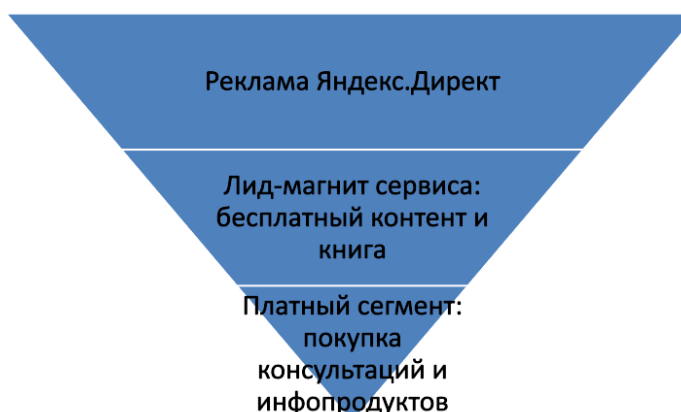 Реклама Яндекс.Директ
Лид-магнит сервиса:
бесплатный контент и
книга
Платный сегмент:
покупка
консультаций и
инфопродуктов